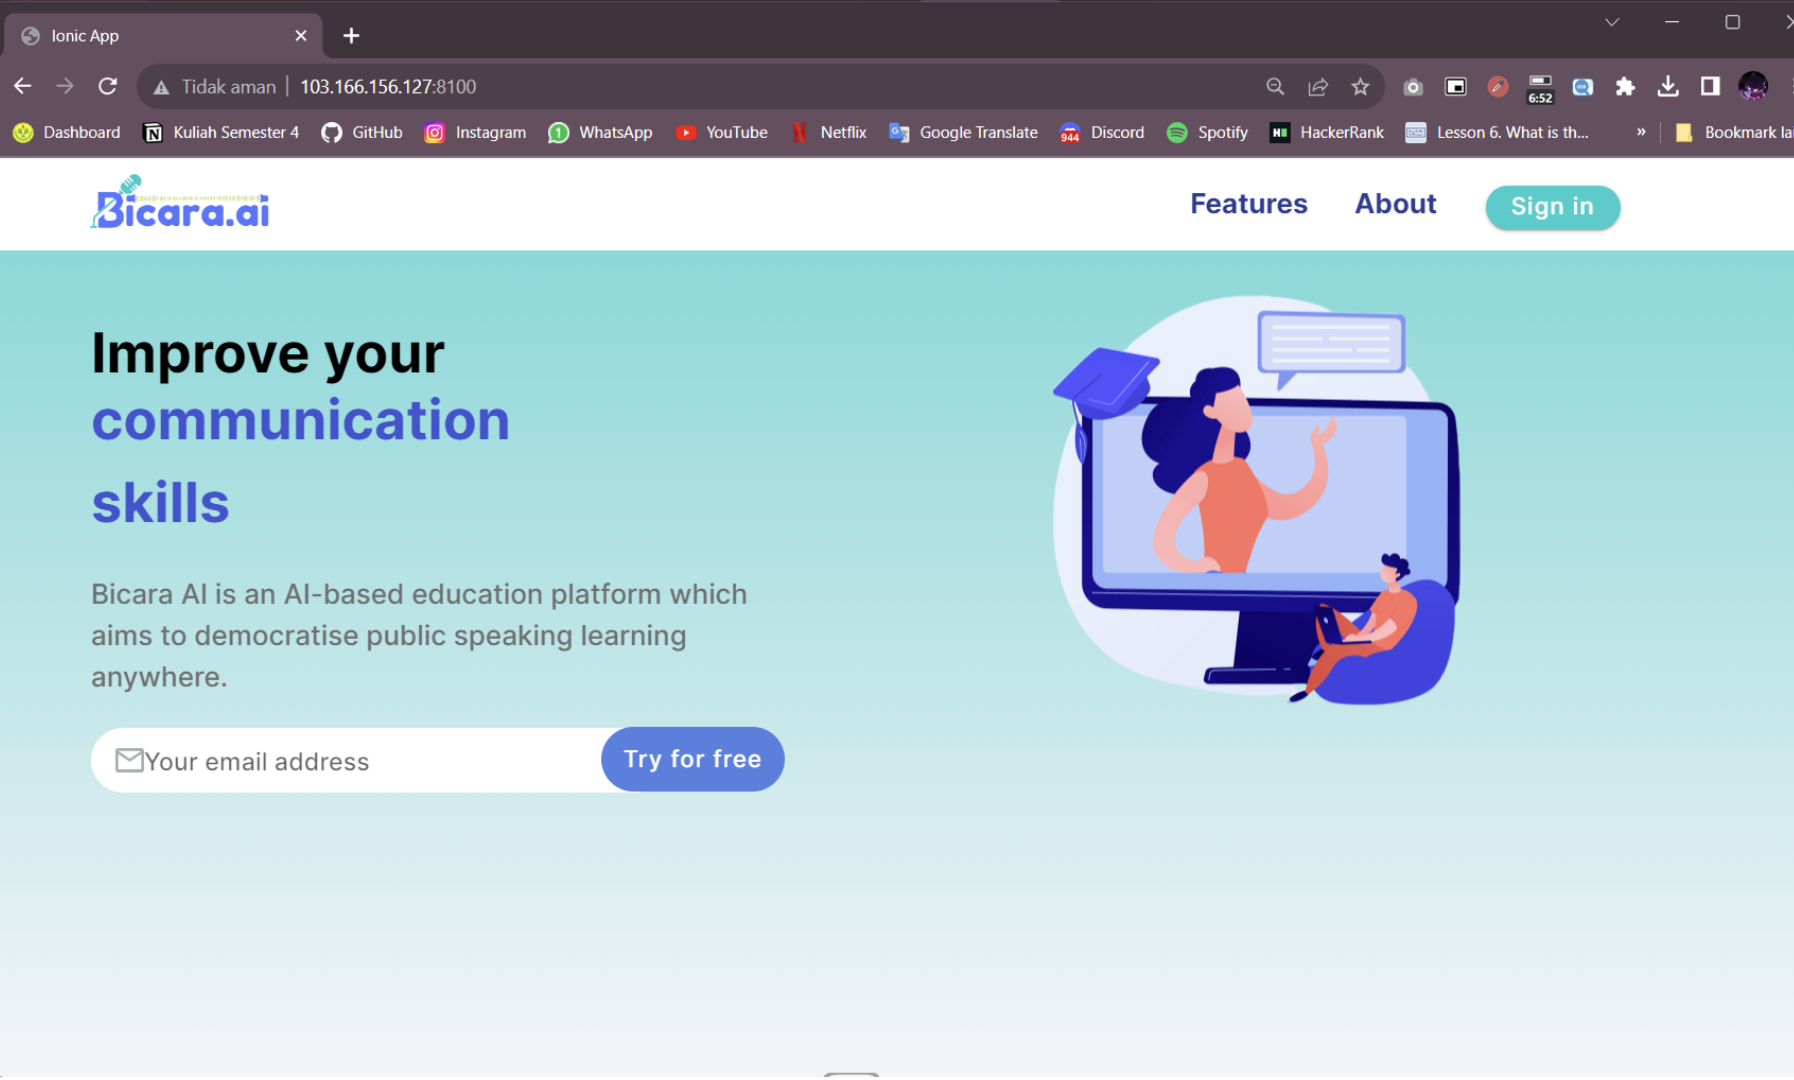 Ionic App
Tidak aman
103.166.156.127:8100
6:52
Dashboard
Kuliah Semester 4
GitHub
Instagram
1
WhatsApp
YouTube
Netflix
Google Translate
944
Discord
Spotify
HackerRank
Lesson 6. What is th...
»
Bookmark lai
Bicara.ai
Features
About
Sign in
Improve your
communication
skills
Bicara AI is an AI-based education platform which
aims to democratise public speaking learning
anywhere.
Your email address
Try for free